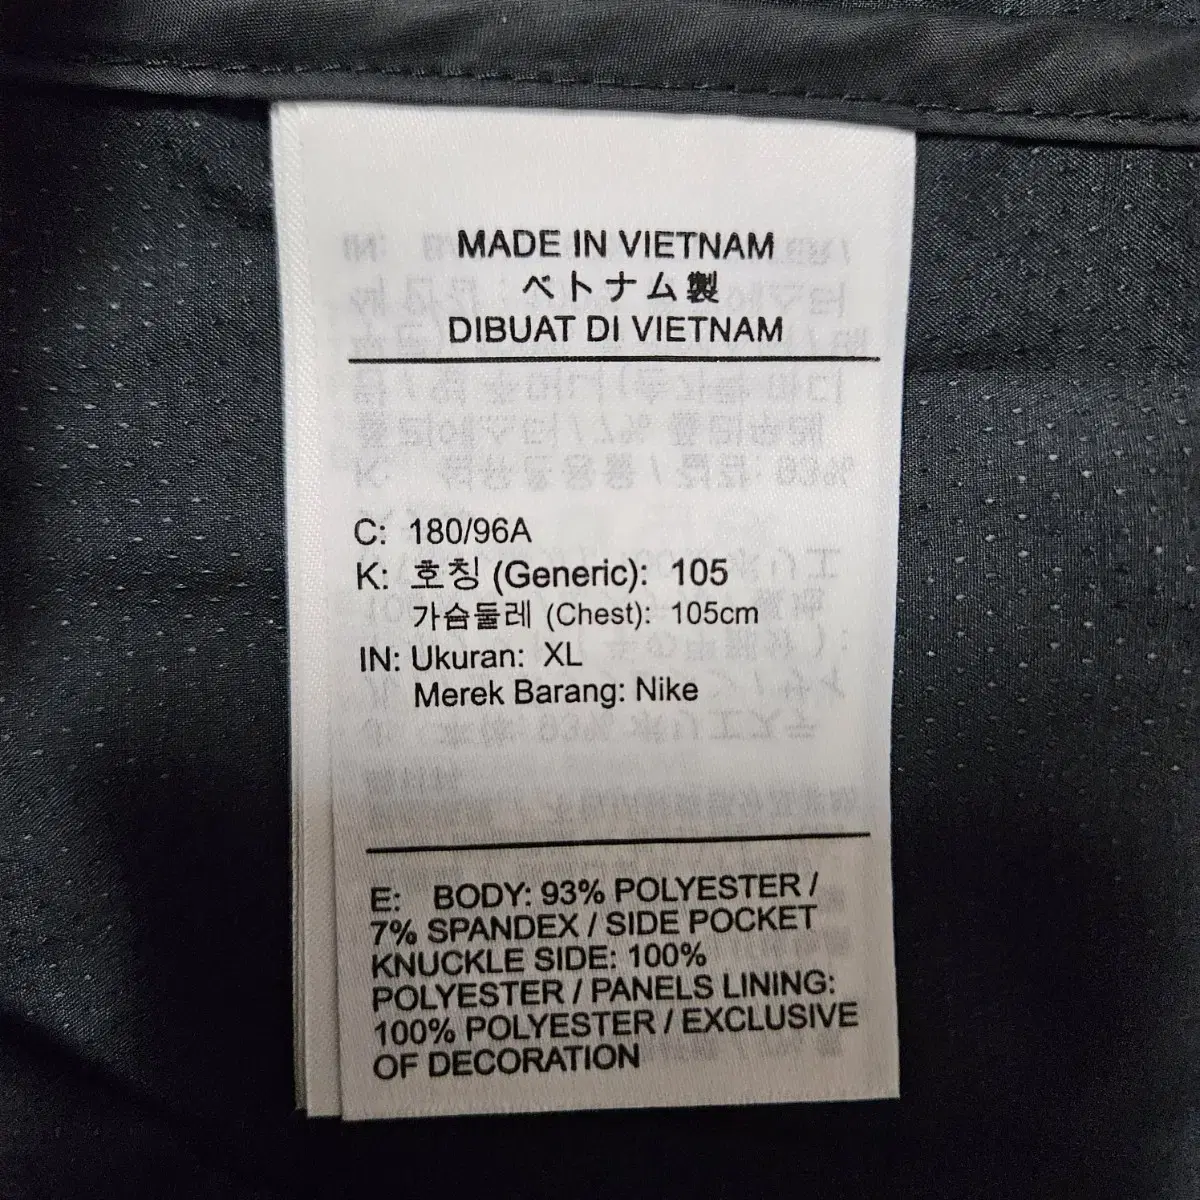 MADE IN VIETNAM
ベトナム製
DIBUAT DI VIETNAM
C: 180/96A
K: 호칭 (Generic): 105
가슴둘레 (Chest): 105cm
IN: Ukuran: XL
Merek Barang: Nike
E: BODY: 93% POLYESTER /
7% SPANDEX / SIDE POCKET
KNUCKLE SIDE: 100%
POLYESTER / PANELS LINING:
100% POLYESTER / EXCLUSIVE
OF DECORATION